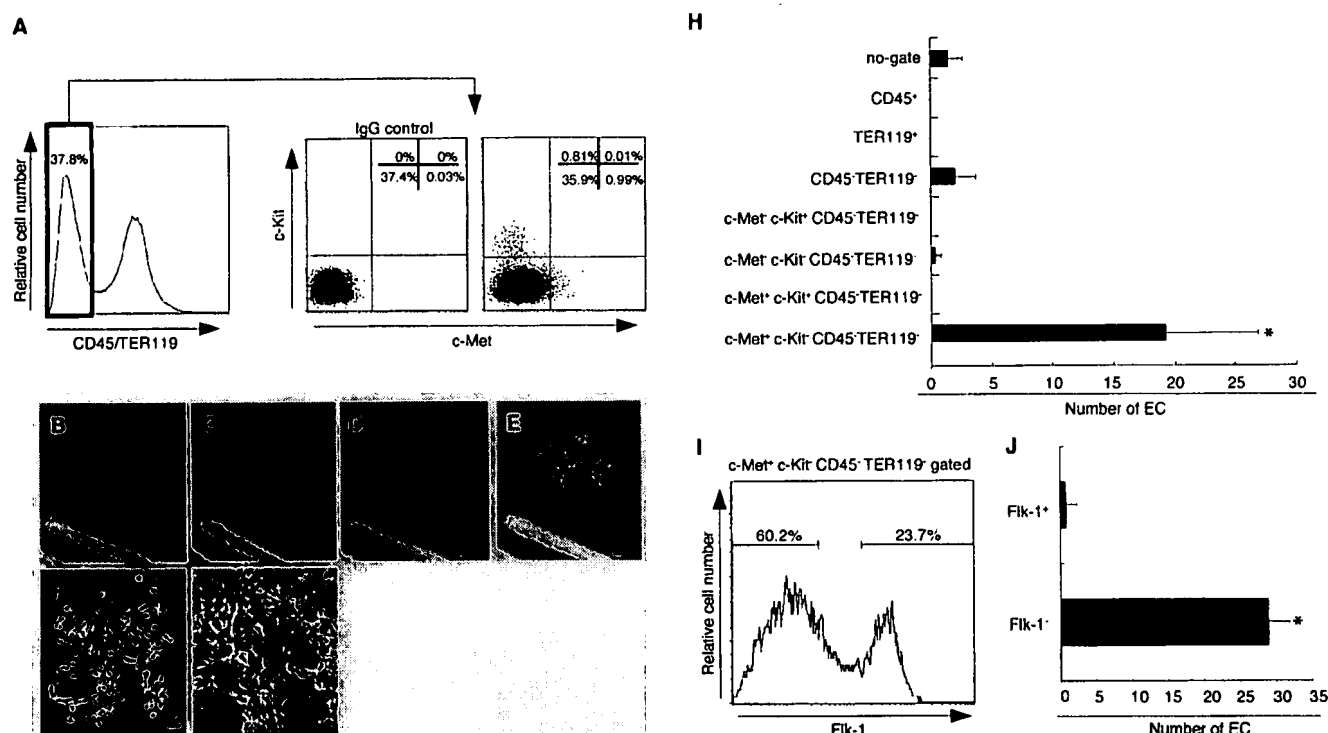 A
IgG control
37.8%
0% 0%
37.4% 0.03%
0.81% 0.01%
35.9% 0.99%
Relative cell number
c-Kit
CD45/TER119
c-Met
B
E
H
no-gate
CD45⁺
TER119⁺
CD45⁻TER119⁻
c-Met⁻ c-Kit⁺ CD45⁻TER119⁻
c-Met⁻ c-Kit⁻ CD45⁻TER119⁻
c-Met⁺ c-Kit⁺ CD45⁻TER119⁻
c-Met⁺ c-Kit⁻ CD45⁻TER119⁻
*
0 5 10 15 20 25 30
Number of EC
I
c-Met⁺ c-Kit⁻ CD45⁻ TER119⁻ gated
60.2% 23.7%
Relative cell number
Flk-1
J
Flk-1⁺
Flk-1⁻
*
0 5 10 15 20 25 30 35
Number of EC